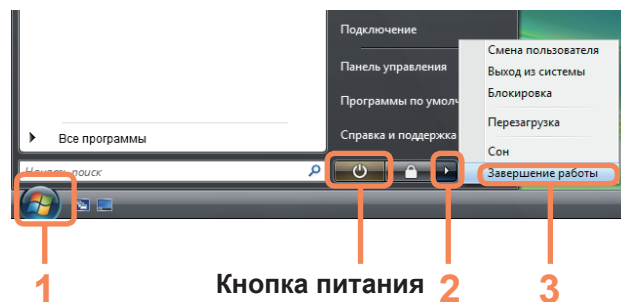 Подключение
Панель управления
Программы по умолч
Справка и поддержка
Все программы
Начать поиск
Смена пользователя
Выход из системы
Блокировка
Перезагрузка
Сон
Завершение работы
1
Кнопка питания
2
3